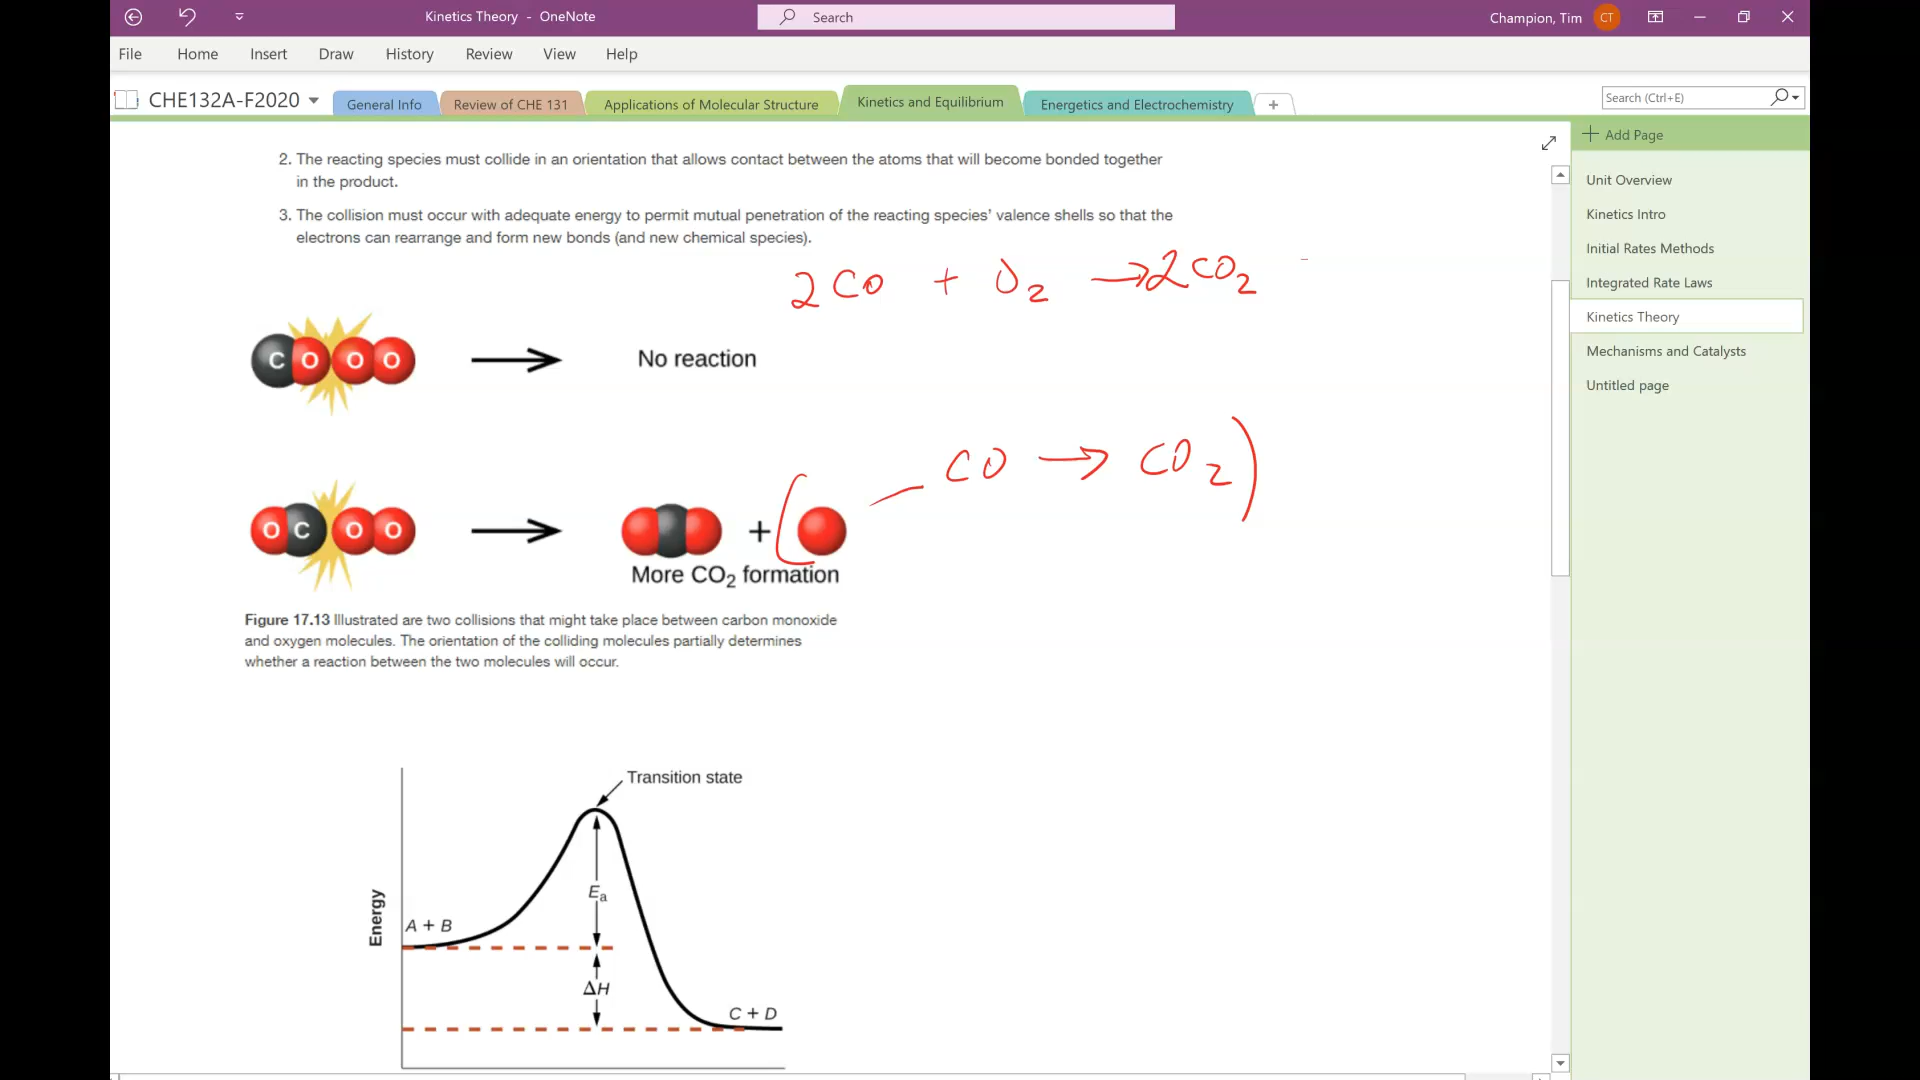 Kinetics Theory - OneNote
Search
Champion, Tim
CT
File Home Insert Draw History Review View Help
CHE132A-F2020
General Info
Review of CHE 131
Applications of Molecular Structure
Kinetics and Equilibrium
Energetics and Electrochemistry
+
Search (Ctrl+E)
Add Page
Unit Overview
Kinetics Intro
Initial Rates Methods
Integrated Rate Laws
Kinetics Theory
Mechanisms and Catalysts
Untitled page
2. The reacting species must collide in an orientation that allows contact between the atoms that will become bonded together
in the product.
3. The collision must occur with adequate energy to permit mutual penetration of the reacting species' valence shells so that the
electrons can rearrange and form new bonds (and new chemical species).
2CO + O2 → 2CO2
C O O O → No reaction
CO → CO2)
O C O O → + (
More CO2 formation
Figure 17.13 Illustrated are two collisions that might take place between carbon monoxide
and oxygen molecules. The orientation of the colliding molecules partially determines
whether a reaction between the two molecules will occur.
Transition state
Ea
Energy
A + B
ΔH
C + D